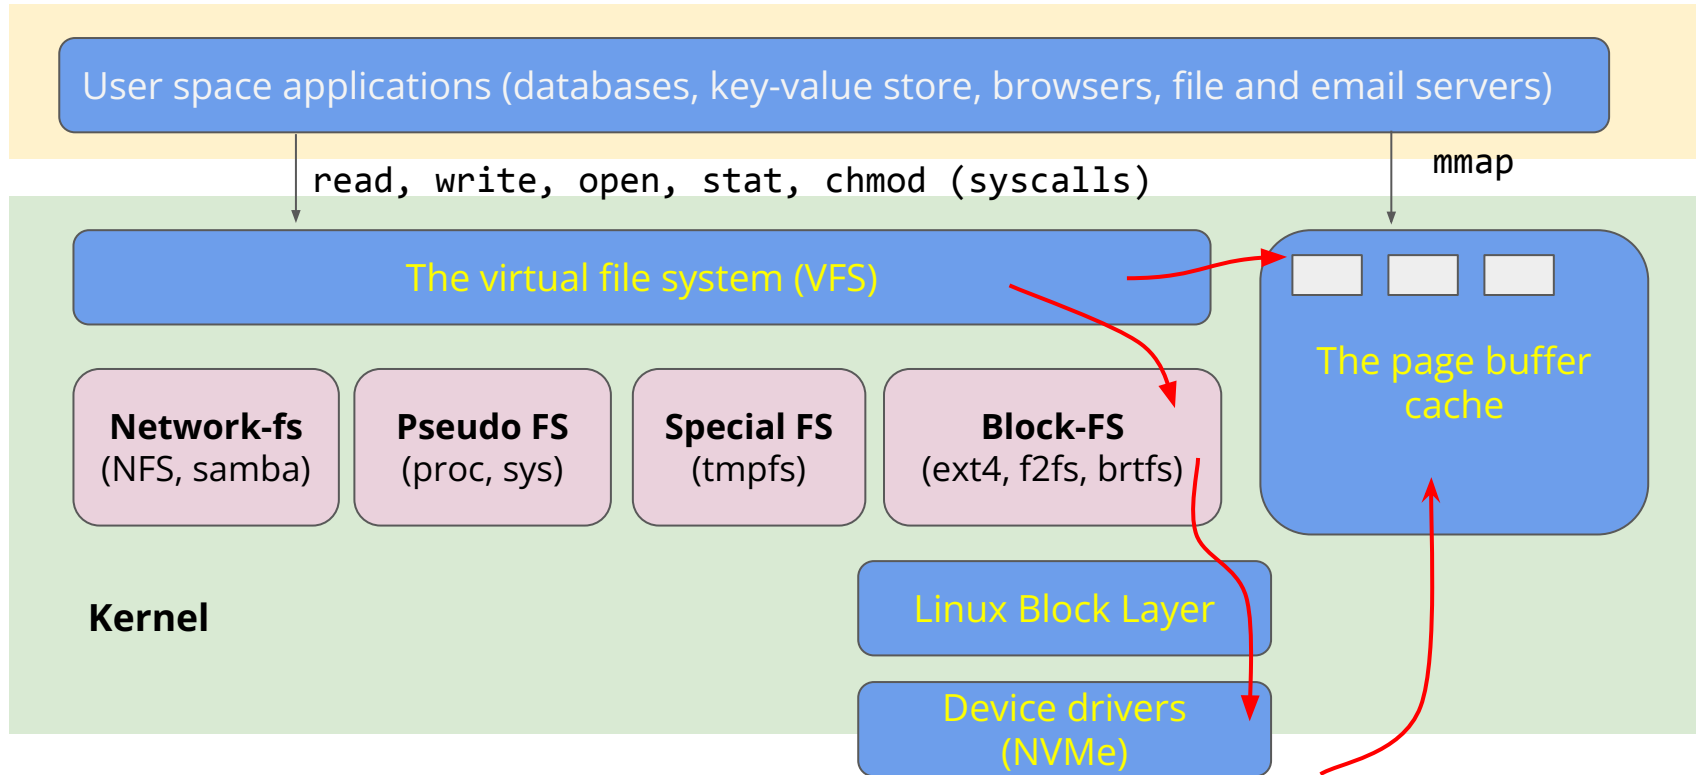 User space applications (databases, key-value store, browsers, file and email servers)
read, write, open, stat, chmod (syscalls)
mmap
The virtual file system (VFS)
The page buffer
cache
Network-fs
(NFS, samba)
Pseudo FS
(proc, sys)
Special FS
(tmpfs)
Block-FS
(ext4, f2fs, brtfs)
Kernel
Linux Block Layer
Device drivers
(NVMe)